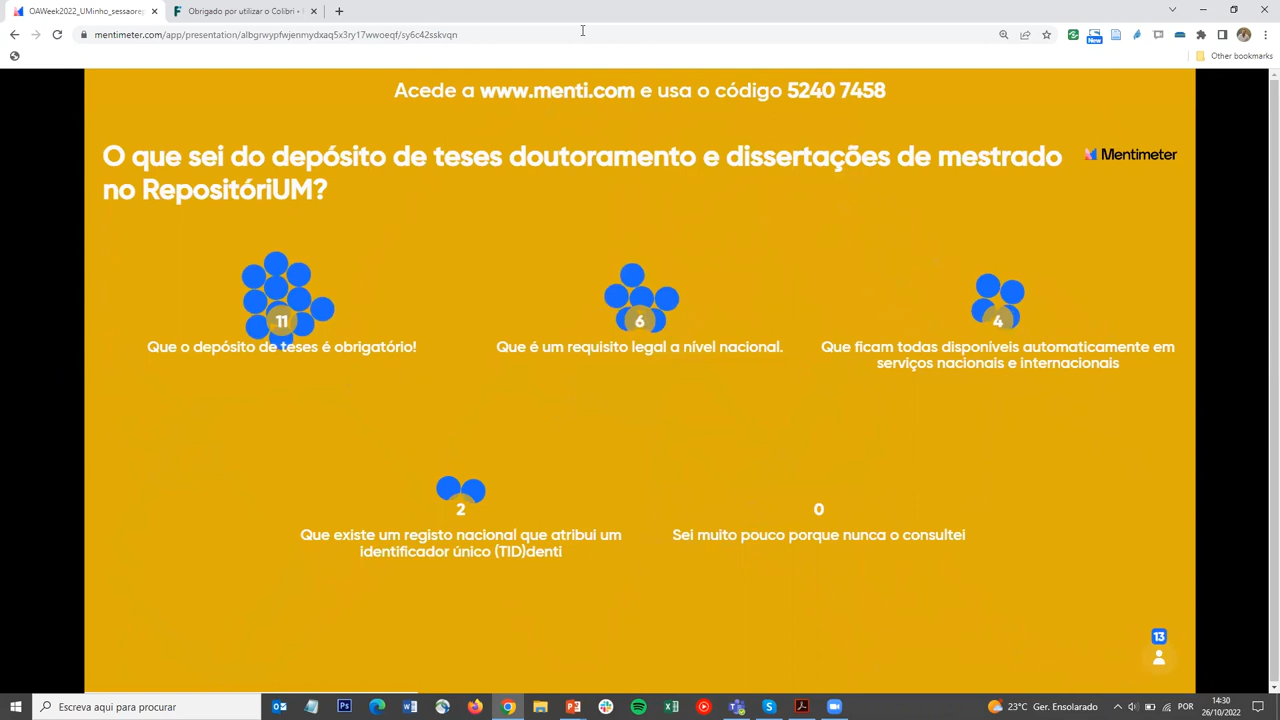 OAWeek2022_UMinho_sessaorep
Obrigado por utilizar o Colibri •
mentimeter.com/app/presentation/albgrwypfwjenmydxaq5x3ry17wwoeqf/sy6c42sskvqn
New
Other bookmarks
Acede a www.menti.com e usa o código 5240 7458
O que sei do depósito de teses doutoramento e dissertações de mestrado
no RepositóriUM?
Mentimeter
11
Que o depósito de teses é obrigatório!
6
Que é um requisito legal a nível nacional.
4
Que ficam todas disponíveis automaticamente em
serviços nacionais e internacionais
2
Que existe um registo nacional que atribui um
identificador único (TID)denti
0
Sei muito pouco porque nunca o consultei
13
Escreva aqui para procurar
23°C Ger. Ensolarado
POR
14:30
26/10/2022